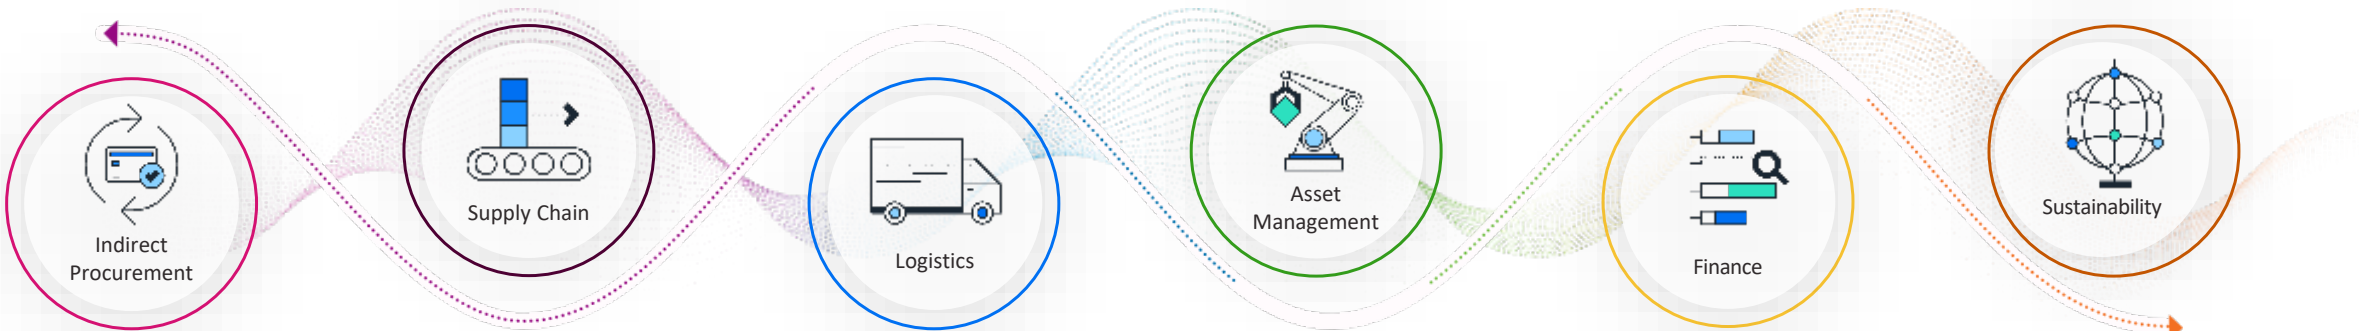 Indirect
Procurement
Supply Chain
Logistics
Asset
Management
Finance
Sustainability